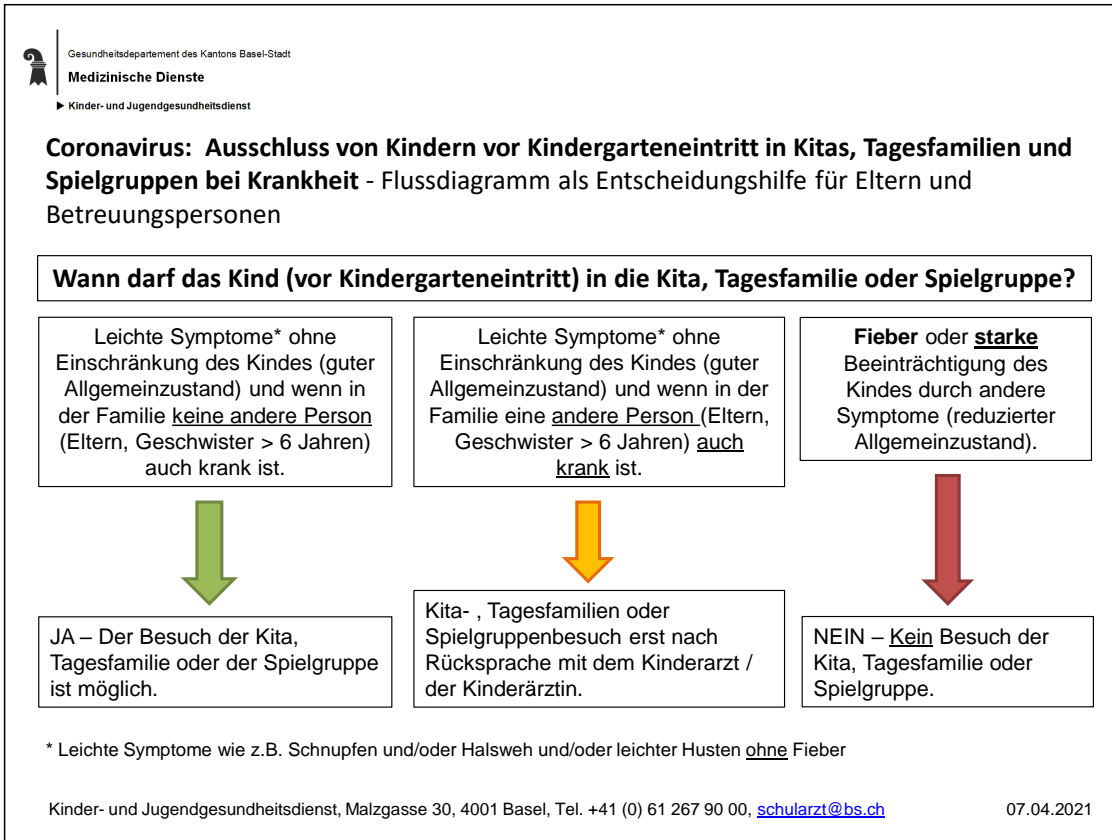 Gesundheitsdepartement des Kantons Basel-Stadt
Medizinische Dienste
▶ Kinder- und Jugendgesundheitsdienst
Coronavirus: Ausschluss von Kindern vor Kindergarteneintritt in Kitas, Tagesfamilien und
Spielgruppen bei Krankheit - Flussdiagramm als Entscheidungshilfe für Eltern und
Betreuungspersonen
Wann darf das Kind (vor Kindergarteneintritt) in die Kita, Tagesfamilie oder Spielgruppe?
Leichte Symptome* ohne
Einschränkung des Kindes (guter
Allgemeinzustand) und wenn in
der Familie keine andere Person
(Eltern, Geschwister > 6 Jahren)
auch krank ist.
Leichte Symptome* ohne
Einschränkung des Kindes (guter
Allgemeinzustand) und wenn in der
Familie eine andere Person (Eltern,
Geschwister > 6 Jahren) auch
krank ist.
Fieber oder starke
Beeinträchtigung des
Kindes durch andere
Symptome (reduzierter
Allgemeinzustand).
JA – Der Besuch der Kita,
Tagesfamilie oder der Spielgruppe
ist möglich.
Kita- , Tagesfamilien oder
Spielgruppenbesuch erst nach
Rücksprache mit dem Kinderarzt /
der Kinderärztin.
NEIN – Kein Besuch der
Kita, Tagesfamilie oder
Spielgruppe.
* Leichte Symptome wie z.B. Schnupfen und/oder Halsweh und/oder leichter Husten ohne Fieber
Kinder- und Jugendgesundheitsdienst, Malzgasse 30, 4001 Basel, Tel. +41 (0) 61 267 90 00, schularzt@bs.ch 07.04.2021